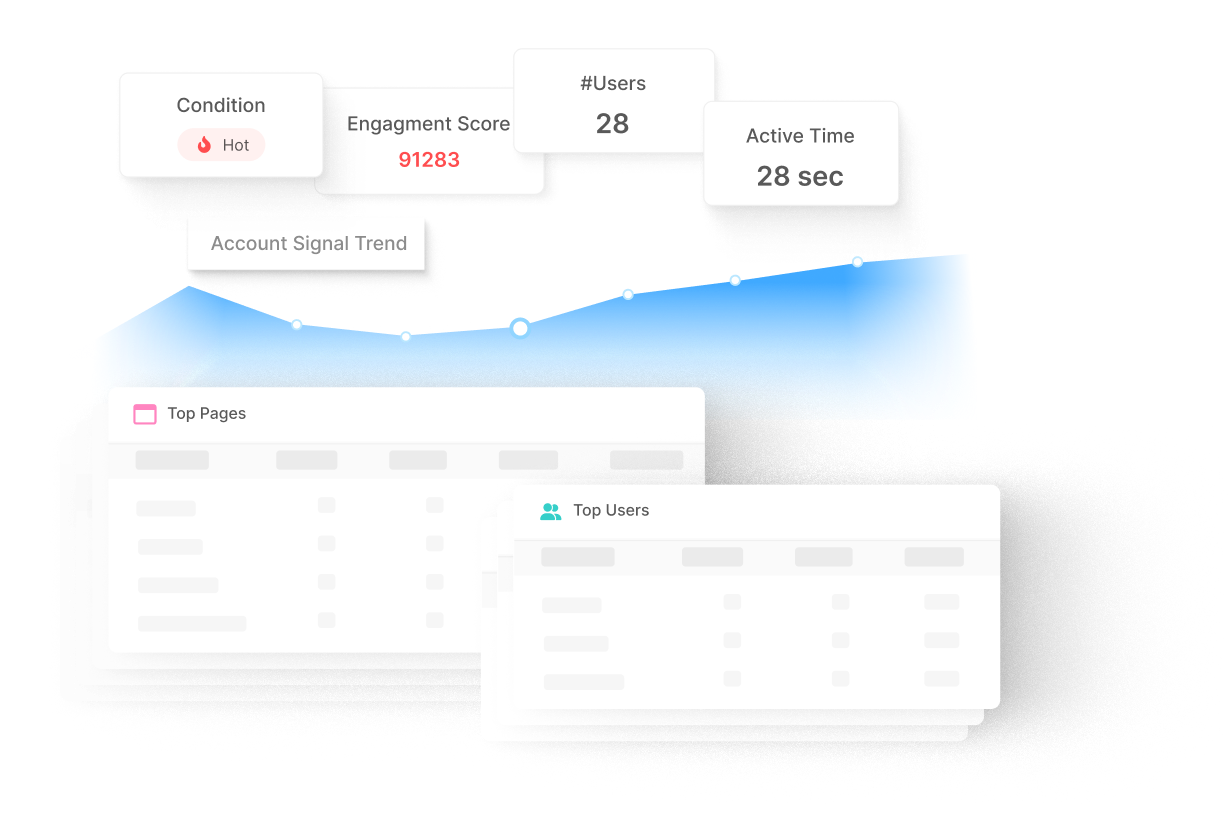 Condition
Hot
Engagment Score
91283
#Users
28
Active Time
28 sec
Account Signal Trend
Top Pages
Top Users